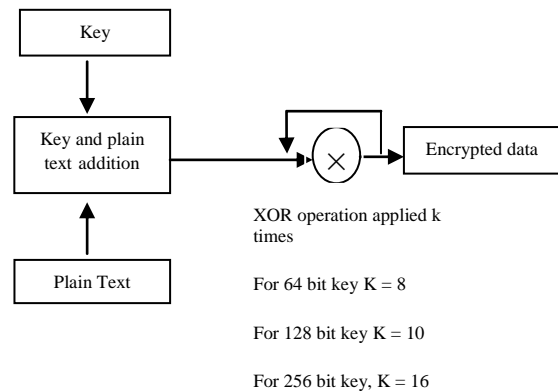 Key
Key and plain
text addition
Encrypted data
XOR operation applied k
times
Plain Text
For 64 bit key K = 8
For 128 bit key K = 10
For 256 bit key, K = 16